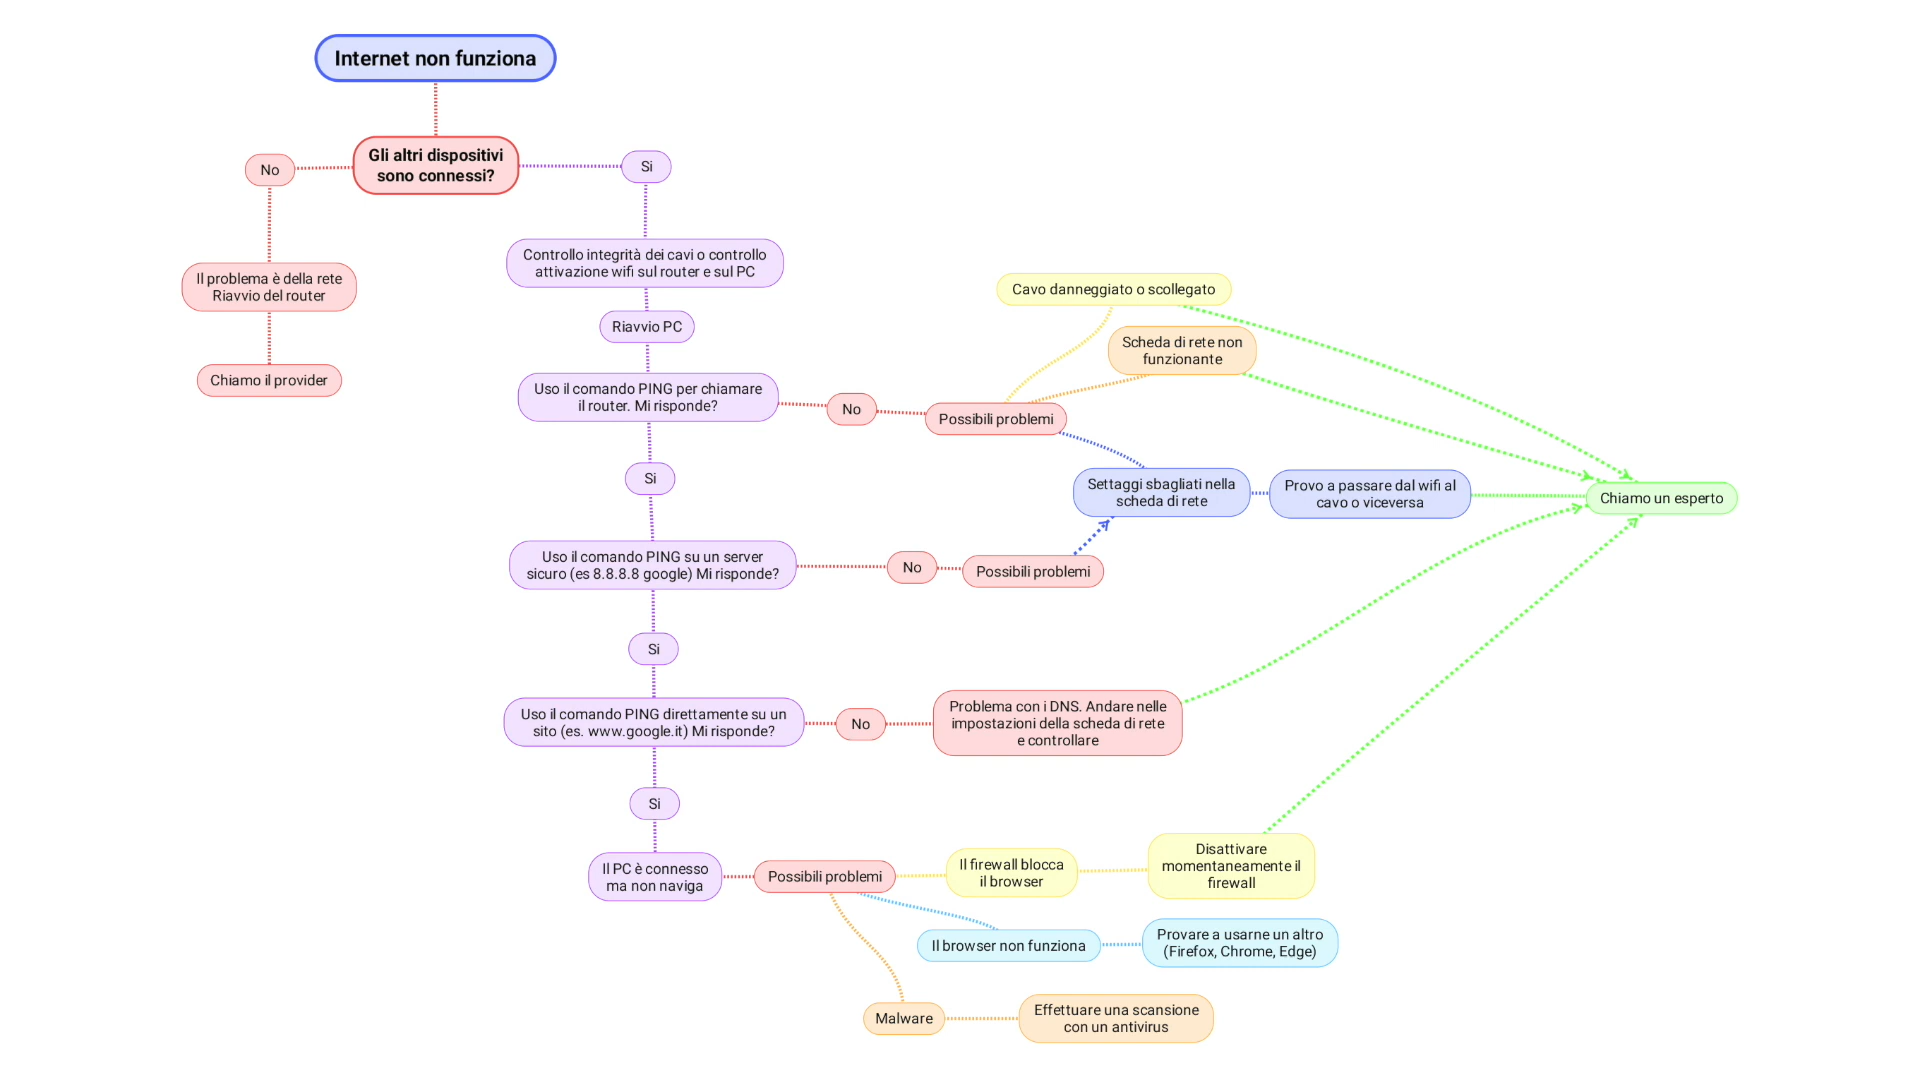 Internet non funziona
Gli altri dispositivi
sono connessi?
No
Si
Il problema è della rete
Riavvio del router
Chiamo il provider
Controllo integrità dei cavi o controllo
attivazione wifi sul router e sul PC
Riavvio PC
Uso il comando PING per chiamare
il router. Mi risponde?
No
Possibili problemi
Cavo danneggiato o scollegato
Scheda di rete non
funzionante
Settaggi sbagliati nella
scheda di rete
Provo a passare dal wifi al
cavo o viceversa
Chiamo un esperto
Si
Uso il comando PING su un server
sicuro (es 8.8.8.8 google) Mi risponde?
No
Possibili problemi
Si
Uso il comando PING direttamente su un
sito (es. www.google.it) Mi risponde?
No
Problema con i DNS. Andare nelle
impostazioni della scheda di rete
e controllare
Si
Il PC è connesso
ma non naviga
Possibili problemi
Il firewall blocca
il browser
Disattivare
momentaneamente il
firewall
Il browser non funziona
Provare a usarne un altro
(Firefox, Chrome, Edge)
Malware
Effettuare una scansione
con un antivirus